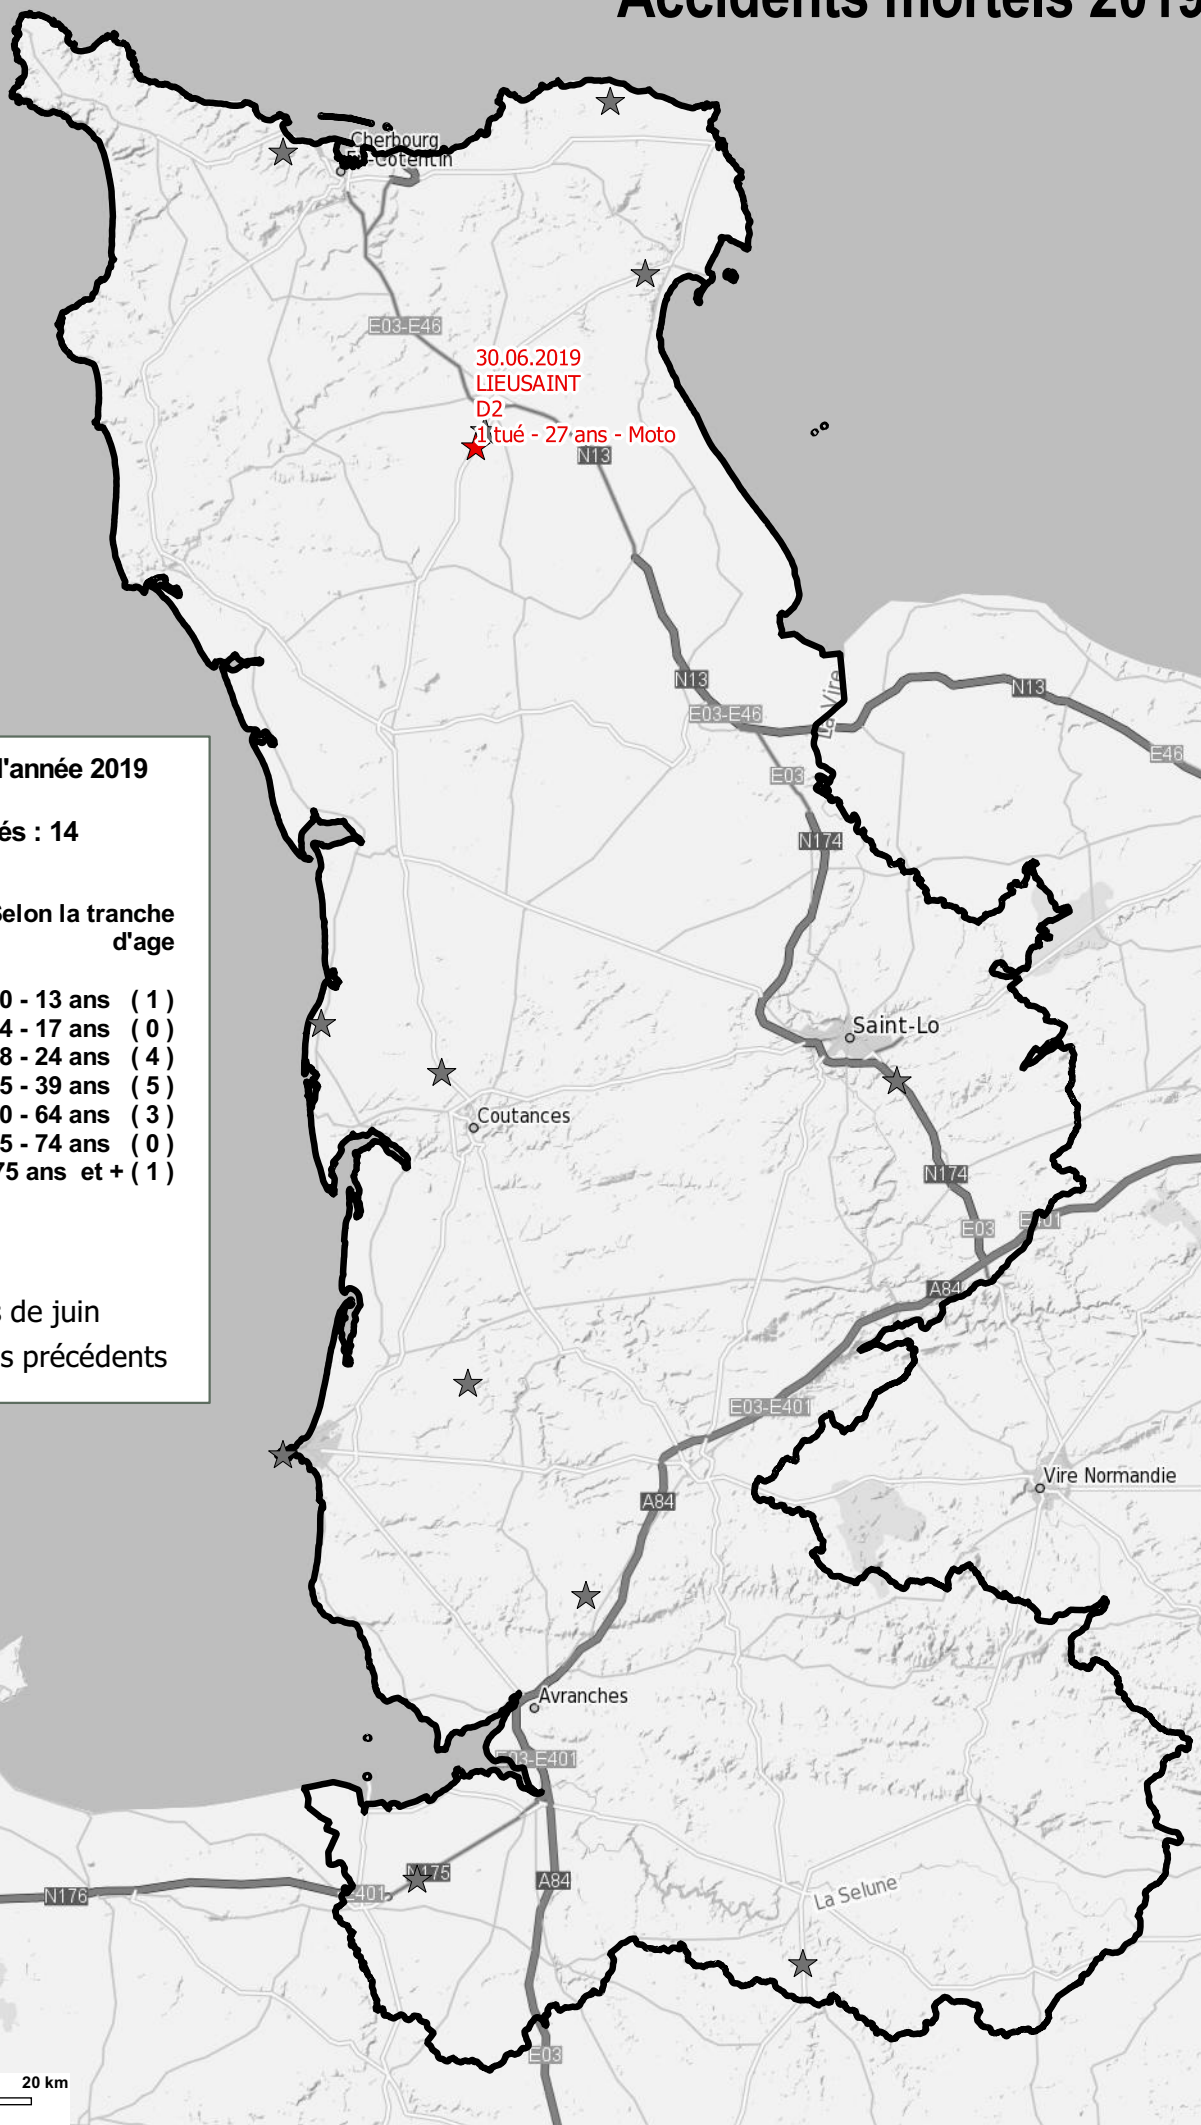 Accidents mortels 2019
Cherbourg
En-Cotentin
E03-E46
30.06.2019
LIEUSAINT
D2
1 tué - 27 ans - Moto
N13
N13
E03-E46
La Vire
N13
E46
E03
N174
l'année 2019
és : 14
Selon la tranche
d'age
0 - 13 ans ( 1 )
4 - 17 ans ( 0 )
8 - 24 ans ( 4 )
5 - 39 ans ( 5 )
0 - 64 ans ( 3 )
5 - 74 ans ( 0 )
75 ans et + ( 1 )
s de juin
s précédents
Saint-Lo
Coutances
N174
E03
E401
A84
E03-E401
Vire Normandie
A84
Avranches
E03-E401
N175
E401
N176
A84
La Selune
E03
20 km